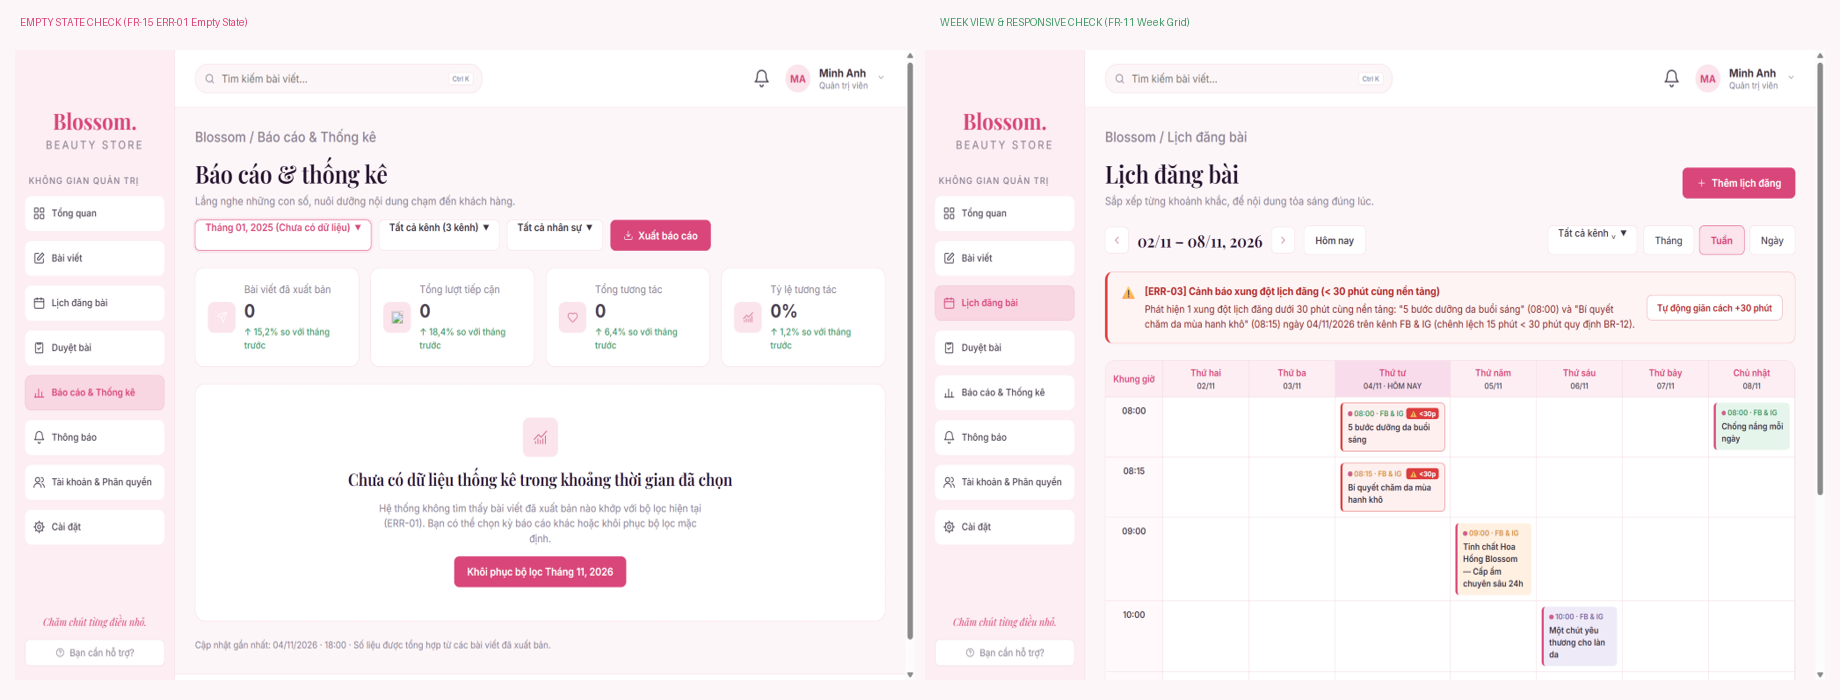 EMPTY STATE CHECK (FR-15 ERR-01 Empty State)
Tìm kiếm bài viết...
Ctrl K
MA
Minh Anh
Quản trị viên
Blossom.
BEAUTY STORE
KHÔNG GIAN QUẢN TRỊ
Tổng quan
Bài viết
Lịch đăng bài
Duyệt bài
Báo cáo & Thống kê
Thông báo
Tài khoản & Phân quyền
Cài đặt
Chăm chút từng điều nhỏ.
Bạn cần hỗ trợ?
Blossom / Báo cáo & Thống kê
Báo cáo & thống kê
Lắng nghe những con số, nuôi dưỡng nội dung chạm đến khách hàng.
Tháng 01, 2025 (Chưa có dữ liệu) ▼
Tất cả kênh (3 kênh) ▼
Tất cả nhân sự ▼
Xuất báo cáo
Bài viết đã xuất bản
0
↑ 15,2% so với tháng
trước
Tổng lượt tiếp cận
0
↑ 18,4% so với tháng
trước
Tổng tương tác
0
↑ 6,4% so với tháng
trước
Tỷ lệ tương tác
0%
↑ 1,2% so với tháng
trước
Chưa có dữ liệu thống kê trong khoảng thời gian đã chọn
Hệ thống không tìm thấy bài viết đã xuất bản nào khớp với bộ lọc hiện tại
(ERR-01). Bạn có thể chọn kỳ báo cáo khác hoặc khôi phục bộ lọc mặc
định.
Khôi phục bộ lọc Tháng 11, 2026
Cập nhật gần nhất: 04/11/2026 · 18:00 · Số liệu được tổng hợp từ các bài viết đã xuất bản.
WEEK VIEW & RESPONSIVE CHECK (FR-11 Week Grid)
Tìm kiếm bài viết...
Ctrl K
MA
Minh Anh
Quản trị viên
Blossom.
BEAUTY STORE
KHÔNG GIAN QUẢN TRỊ
Tổng quan
Bài viết
Lịch đăng bài
Duyệt bài
Báo cáo & Thống kê
Thông báo
Tài khoản & Phân quyền
Cài đặt
Chăm chút từng điều nhỏ.
Bạn cần hỗ trợ?
Blossom / Lịch đăng bài
Lịch đăng bài
Sắp xếp từng khoảnh khắc, để nội dung tỏa sáng đúng lúc.
+ Thêm lịch đăng
02/11 – 08/11, 2026
Hôm nay
Tất cả kênh ▼
Tháng
Tuần
Ngày
[ERR-03] Cảnh báo xung đột lịch đăng (< 30 phút cùng nền tảng)
Phát hiện 1 xung đột lịch đăng dưới 30 phút cùng nền tảng: "5 bước dưỡng da buổi sáng" (08:00) và "Bí quyết
chăm da mùa hanh khô" (08:15) ngày 04/11/2026 trên kênh FB & IG (chênh lệch 15 phút < 30 phút quy định BR-12).
Tự động giãn cách +30 phút
Khung giờ
Thứ hai
02/11
Thứ ba
03/11
Thứ tư
04/11 · HÔM NAY
Thứ năm
05/11
Thứ sáu
06/11
Thứ bảy
07/11
Chủ nhật
08/11
08:00
08:00 · FB & IG
<30p
5 bước dưỡng da buổi
sáng
08:00 · FB & IG
Chống nắng mỗi
ngày
08:15
08:15 · FB & IG
<30p
Bí quyết chăm da mùa
hanh khô
09:00
09:00 · FB & IG
Tinh chất Hoa
Hồng Blossom
— Cấp ẩm
chuyên sâu 24h
10:00
10:00 · FB & IG
Một chút yêu
thương cho làn
da